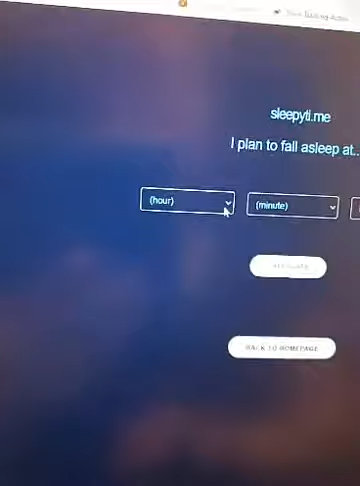 sleepyti.me
I plan to fall asleep at..
(hour) (minute)
BACK TO HOMEPAGE